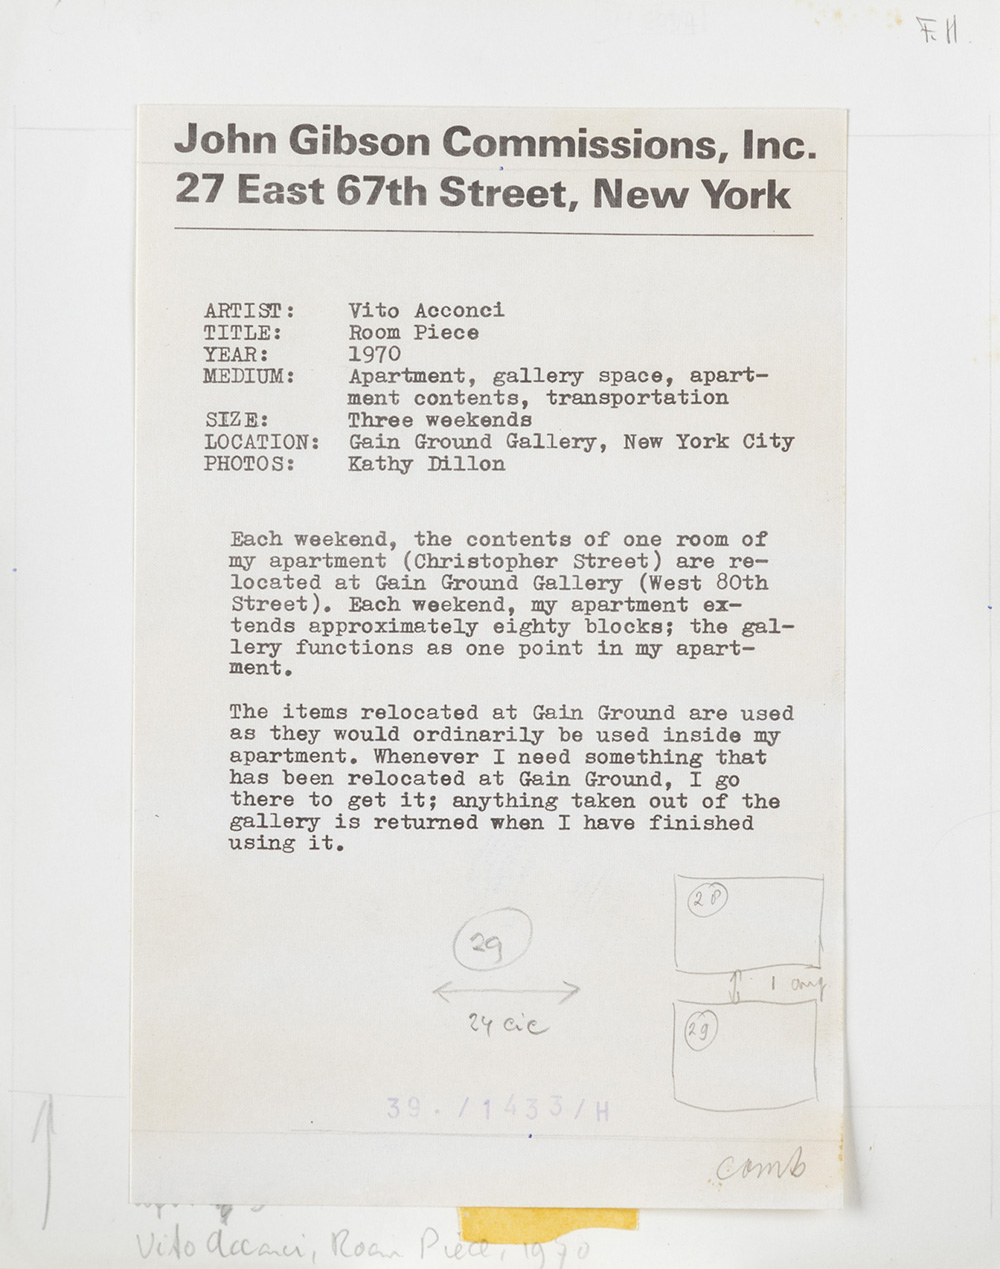 F. H.
John Gibson Commissions, Inc.
27 East 67th Street, New York
ARTIST: Vito Acconci
TITLE: Room Piece
YEAR: 1970
MEDIUM: Apartment, gallery space, apart-
ment contents, transportation
SIZE: Three weekends
LOCATION: Gain Ground Gallery, New York City
PHOTOS: Kathy Dillon
Each weekend, the contents of one room of
my apartment (Christopher Street) are re-
located at Gain Ground Gallery (West 80th
Street). Each weekend, my apartment ex-
tends approximately eighty blocks; the gal-
lery functions as one point in my apart-
ment.
The items relocated at Gain Ground are used
as they would ordinarily be used inside my
apartment. Whenever I need something that
has been relocated at Gain Ground, I go
there to get it; anything taken out of the
gallery is returned when I have finished
using it.
28
29
1
24 cic
29
39./1433/H
comb
Vito Acconci, Room Piece, 1970